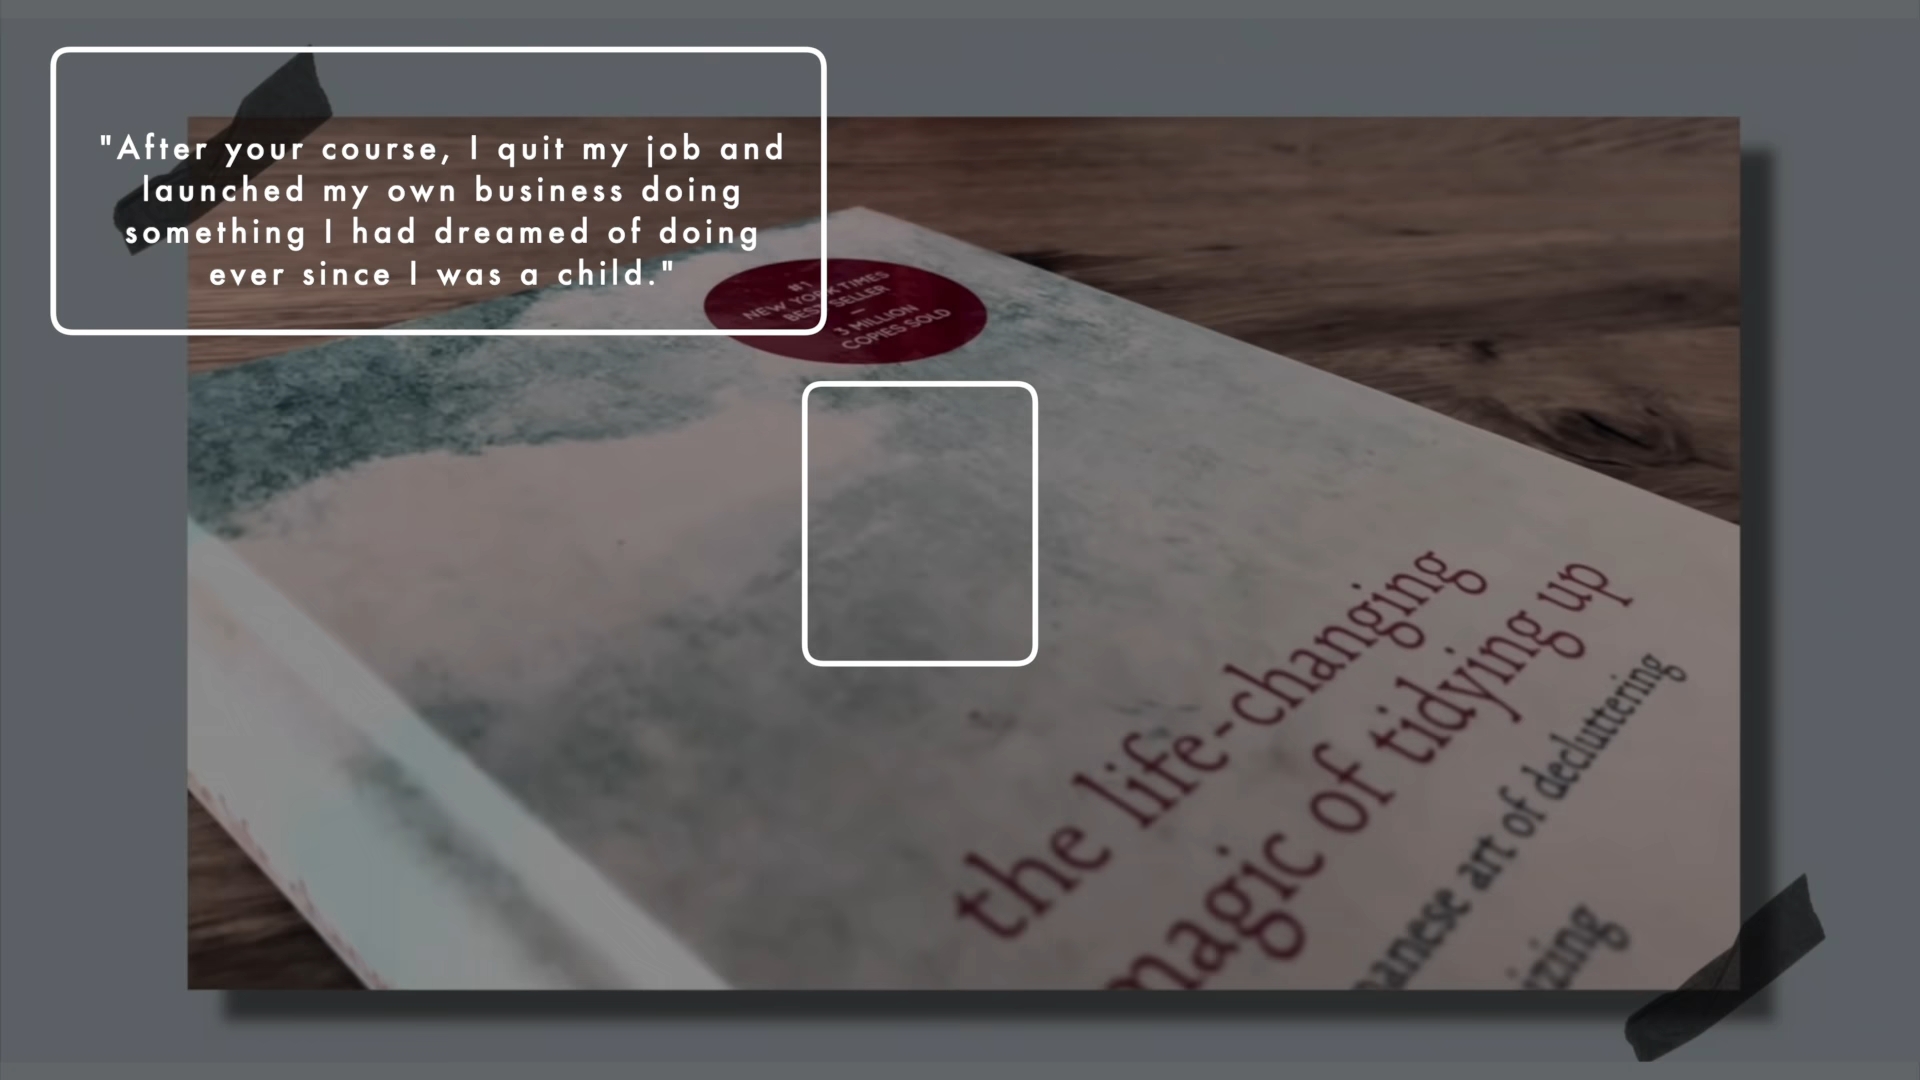 "After your course, I quit my job and
launched my own business doing
something I had dreamed of doing
ever since I was a child."
#1
NEW YORK TIMES
BEST SELLER
—
3 MILLION
COPIES SOLD
the life-changing
magic of tidying up
art of decluttering